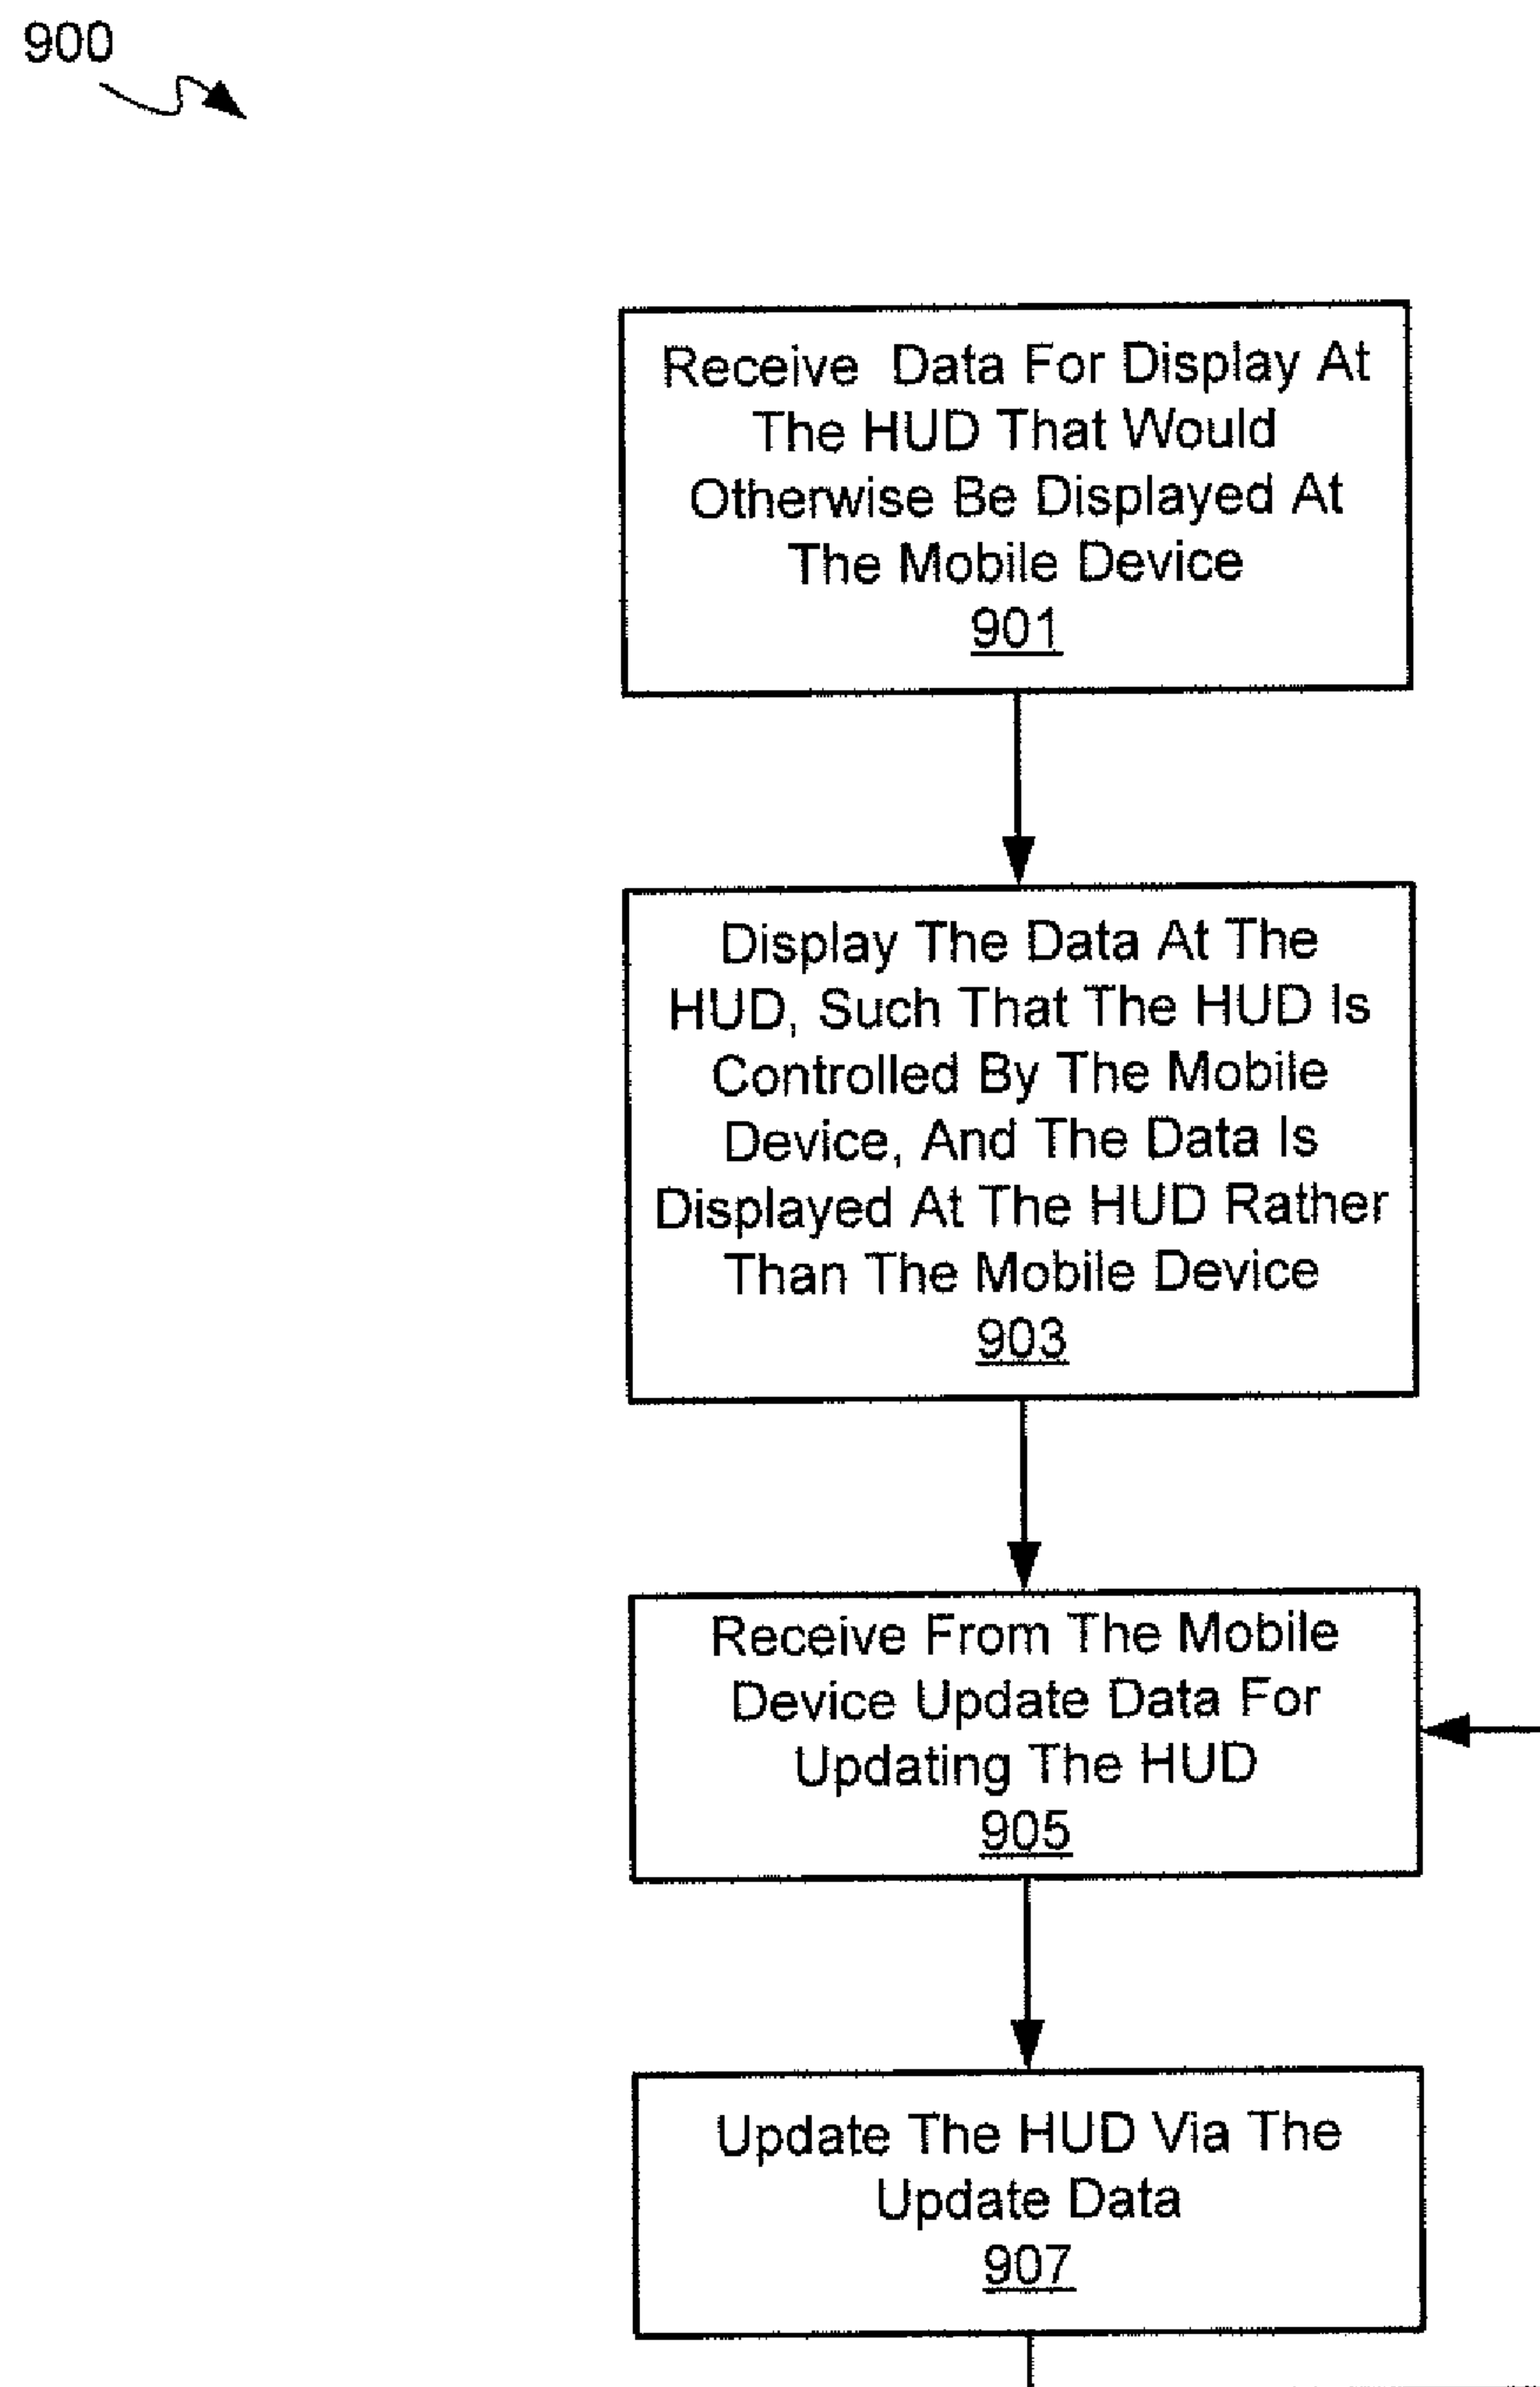 900
Receive Data For Display At
The HUD That Would
Otherwise Be Displayed At
The Mobile Device
901
Display The Data At The
HUD, Such That The HUD Is
Controlled By The Mobile
Device, And The Data Is
Displayed At The HUD Rather
Than The Mobile Device
903
Receive From The Mobile
Device Update Data For
Updating The HUD
905
Update The HUD Via The
Update Data
907